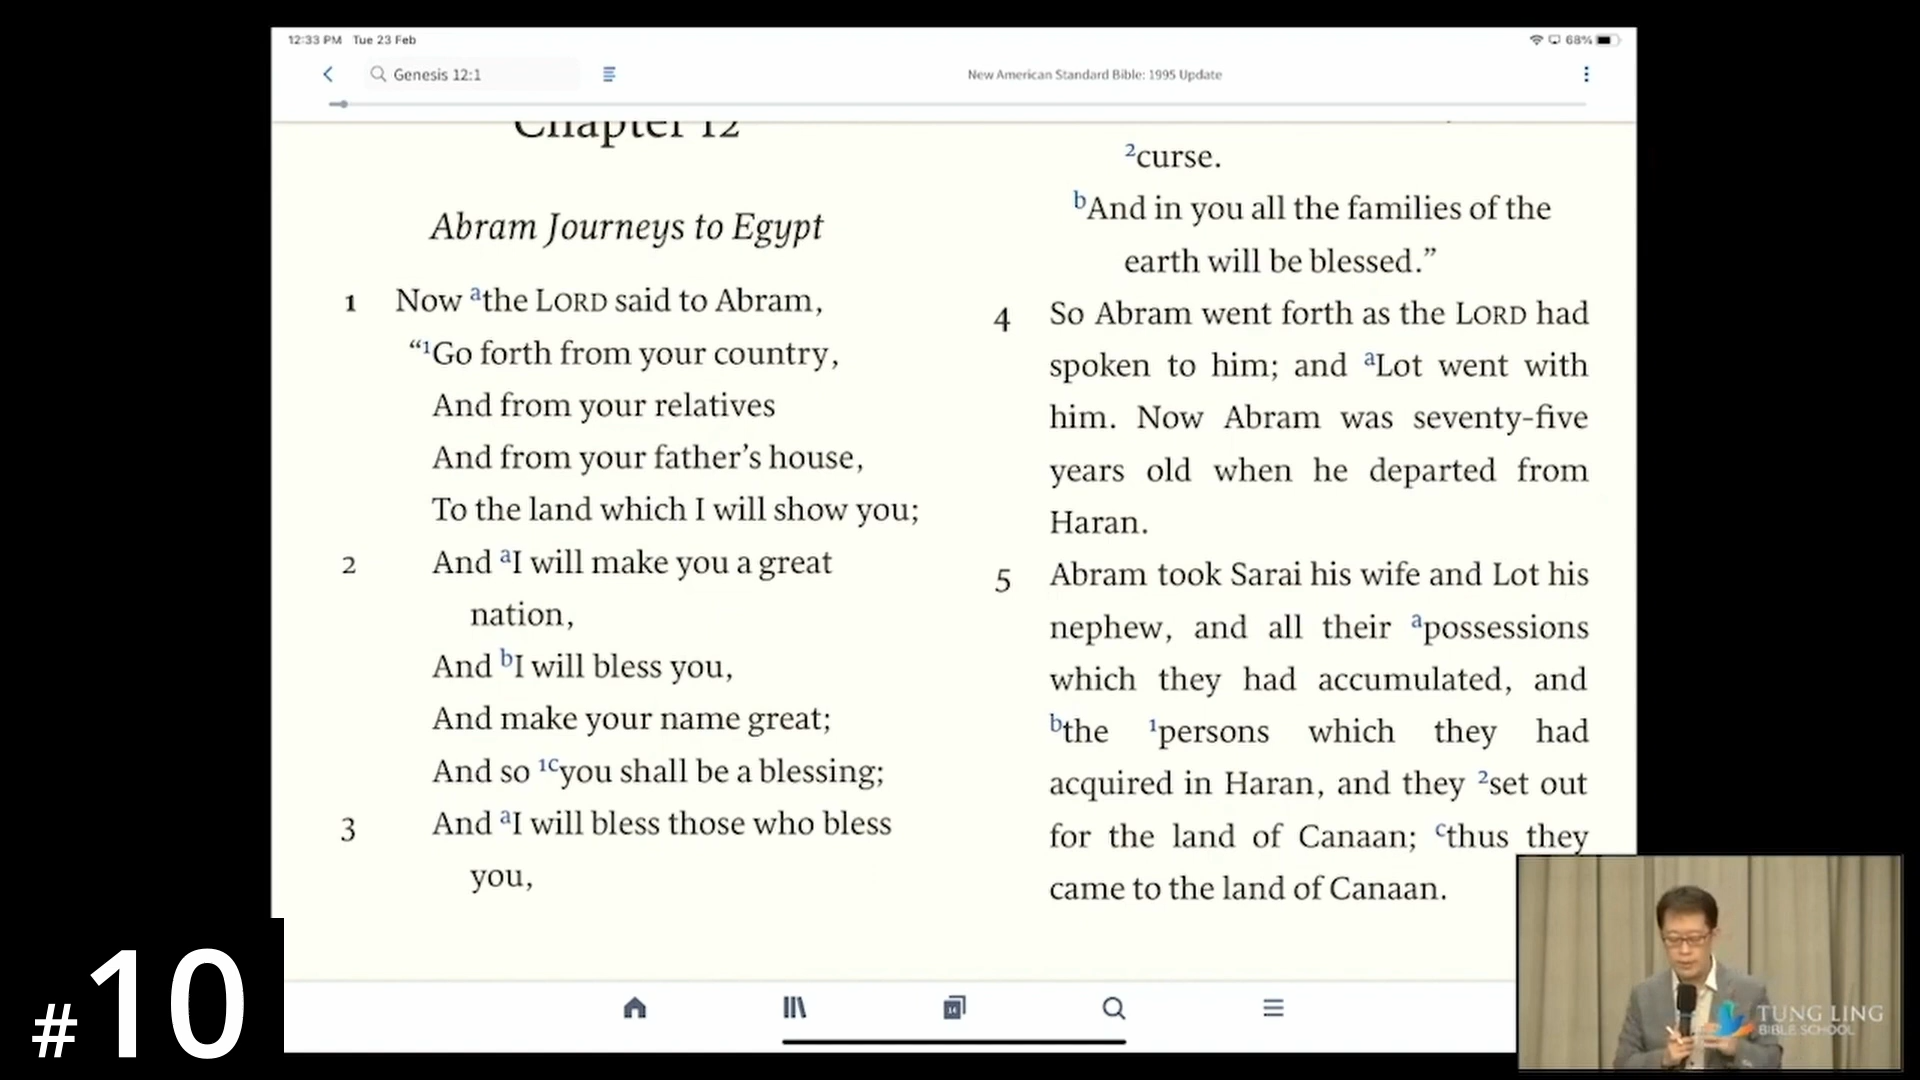 12:33 PM Tue 23 Feb
68%
Genesis 12:1
New American Standard Bible: 1995 Update
Chapter 12
Abram Journeys to Egypt
1 Now ᵃthe LORD said to Abram,
“¹Go forth from your country,
And from your relatives
And from your father’s house,
To the land which I will show you;
2 And ᵃI will make you a great
nation,
And ᵇI will bless you,
And make your name great;
And so ¹ᶜyou shall be a blessing;
3 And ᵃI will bless those who bless
you,
²curse.
ᵇAnd in you all the families of the
earth will be blessed.”
4 So Abram went forth as the LORD had
spoken to him; and ᵃLot went with
him. Now Abram was seventy-five
years old when he departed from
Haran.
5 Abram took Sarai his wife and Lot his
nephew, and all their ᵃpossessions
which they had accumulated, and
ᵇthe ¹persons which they had
acquired in Haran, and they ²set out
for the land of Canaan; ᶜthus they
came to the land of Canaan.
14
#10
TUNG LING
BIBLE SCHOOL